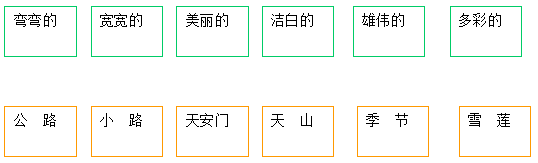 弯弯的 宽宽的 美丽的 洁白的 雄伟的 多彩的
公 路 小 路 天安门 天 山 季 节 雪 莲